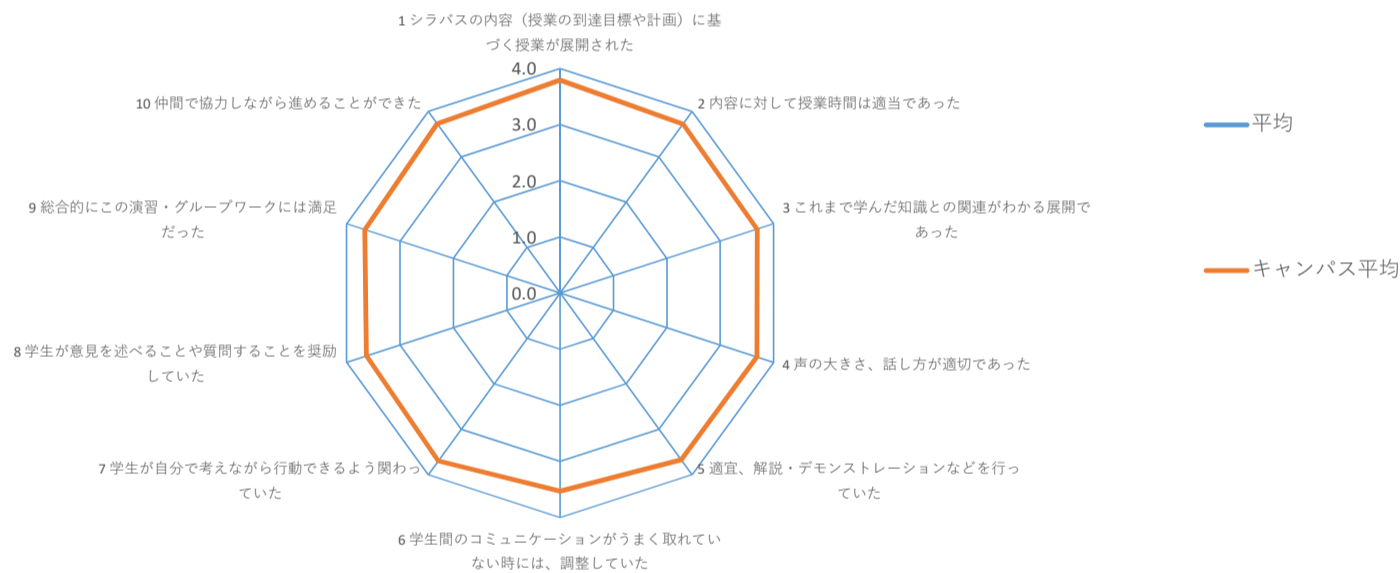 1 シラバスの内容（授業の到達目標や計画）に基
づく授業が展開された
4.0
3.0
2.0
1.0
0.0
2 内容に対して授業時間は適当であった
3 これまで学んだ知識との関連がわかる展開で
あった
4 声の大きさ、話し方が適切であった
5 適宜、解説・デモンストレーションなどを行っ
ていた
6 学生間のコミュニケーションがうまく取れてい
ない時には、調整していた
7 学生が自分で考えながら行動できるよう関わっ
ていた
8 学生が意見を述べることや質問することを奨励
していた
9 総合的にこの演習・グループワークには満足
だった
10 仲間で協力しながら進めることができた
平均
キャンパス平均